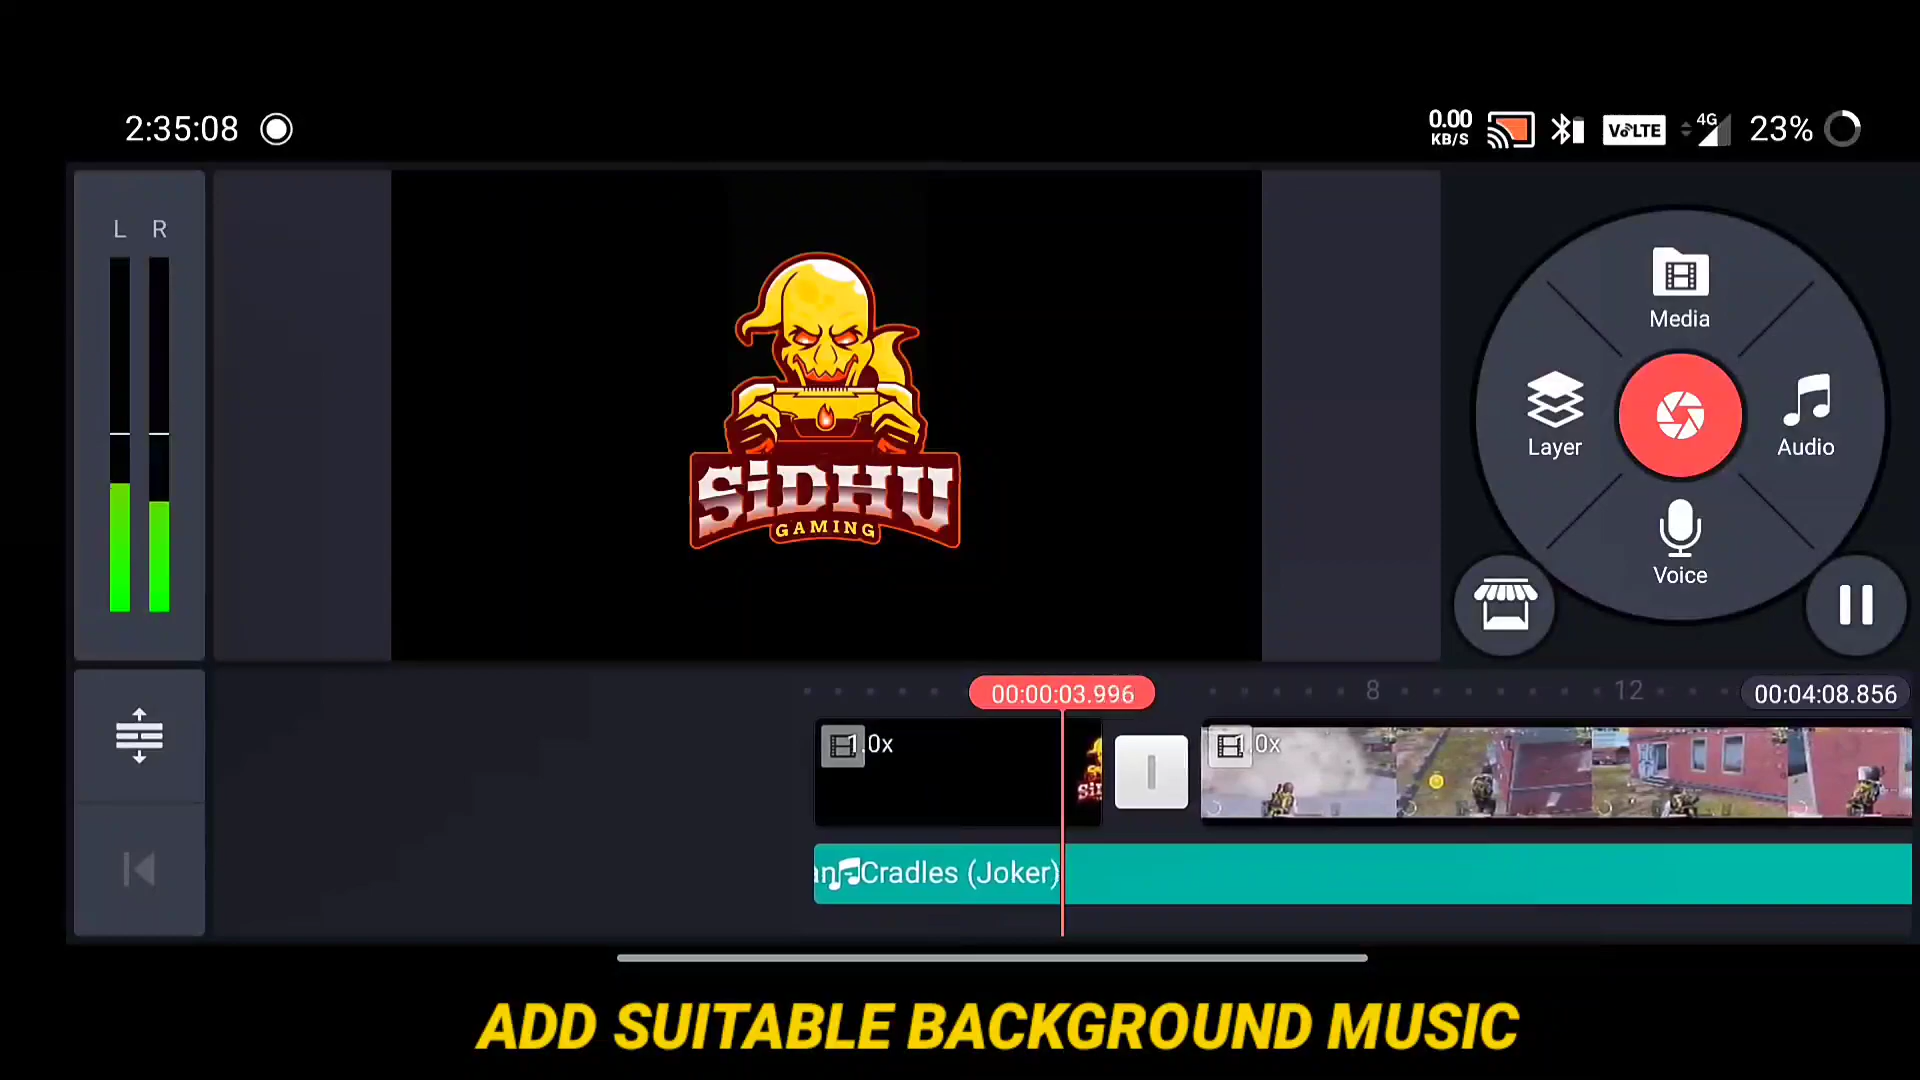 2:35:08
0.00
KB/S
VoLTE
4G
23%
L R
Media
Layer
Audio
Voice
SiDHU
GAMING
00:00:03.996
8
12
00:04:08.856
1.0x
1.0x
Cradles (Joker)
ADD SUITABLE BACKGROUND MUSIC